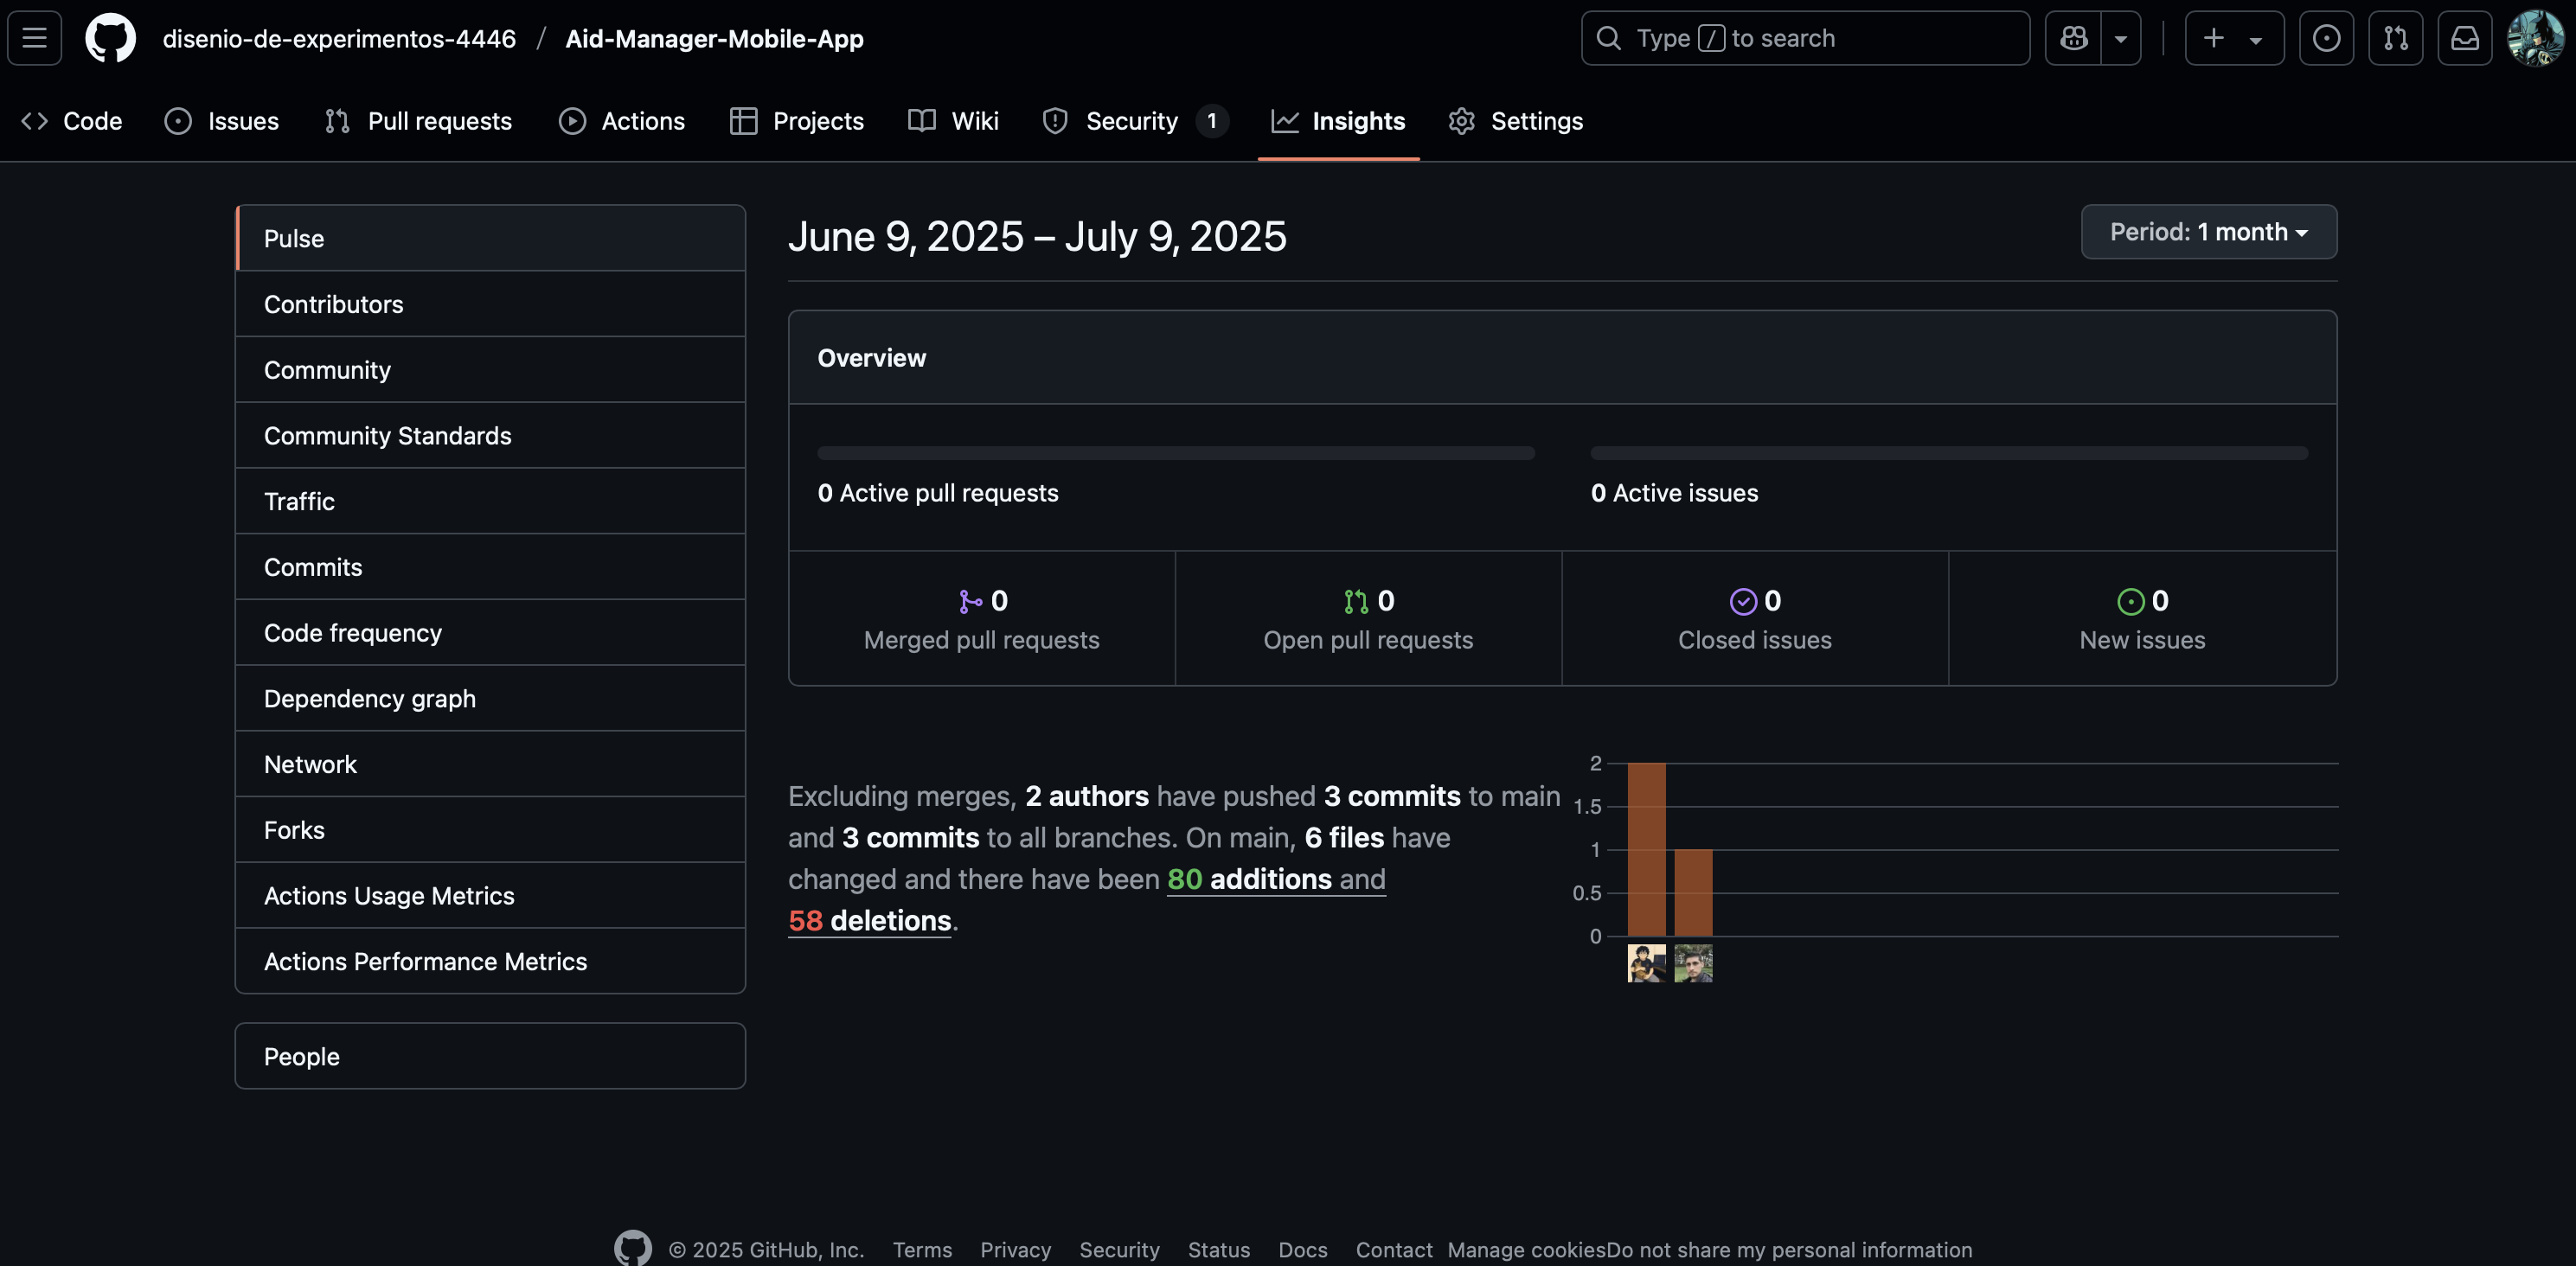 disenio-de-experimentos-4446 / Aid-Manager-Mobile-App
Type / to search
Code
Issues
Pull requests
Actions
Projects
Wiki
Security 1
Insights
Settings
Pulse
Contributors
Community
Community Standards
Traffic
Commits
Code frequency
Dependency graph
Network
Forks
Actions Usage Metrics
Actions Performance Metrics
People
June 9, 2025 – July 9, 2025
Period: 1 month
Overview
0 Active pull requests
0 Active issues
0
Merged pull requests
0
Open pull requests
0
Closed issues
0
New issues
Excluding merges, 2 authors have pushed 3 commits to main
and 3 commits to all branches. On main, 6 files have
changed and there have been 80 additions and
58 deletions.
2
1.5
1
0.5
0
© 2025 GitHub, Inc. Terms Privacy Security Status Docs Contact Manage cookies Do not share my personal information